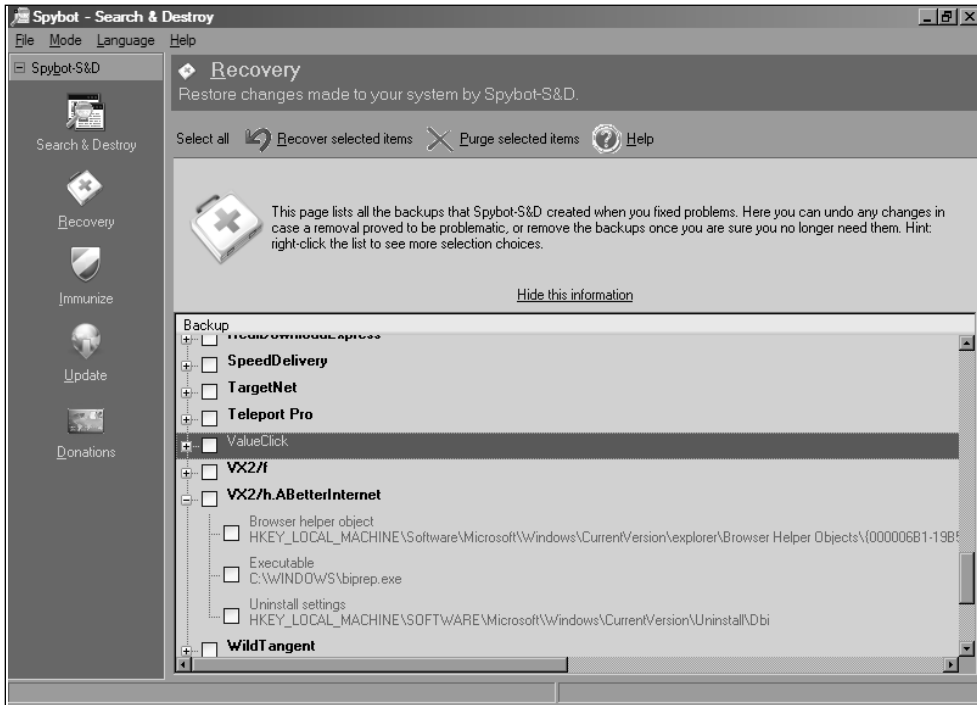 Spybot - Search & Destroy
File Mode Language Help
Spybot-S&D
Search & Destroy
Recovery
Immunize
Update
Donations
Recovery
Restore changes made to your system by Spybot-S&D.
Select all Recover selected items Purge selected items Help
This page lists all the backups that Spybot-S&D created when you fixed problems. Here you can undo any changes in
case a removal proved to be problematic, or remove the backups once you are sure you no longer need them. Hint:
right-click the list to see more selection choices.
Hide this information
Backup
SpeedDelivery
TargetNet
Teleport Pro
ValueClick
VX2/f
VX2/h.ABetterInternet
Browser helper object
HKEY_LOCAL_MACHINE\Software\Microsoft\Windows\CurrentVersion\explorer\Browser Helper Objects\{000006B1-19B5
Executable
C:\WINDOWS\biprep.exe
Uninstall settings
HKEY_LOCAL_MACHINE\SOFTWARE\Microsoft\Windows\CurrentVersion\Uninstall\Dbi
WildTangent